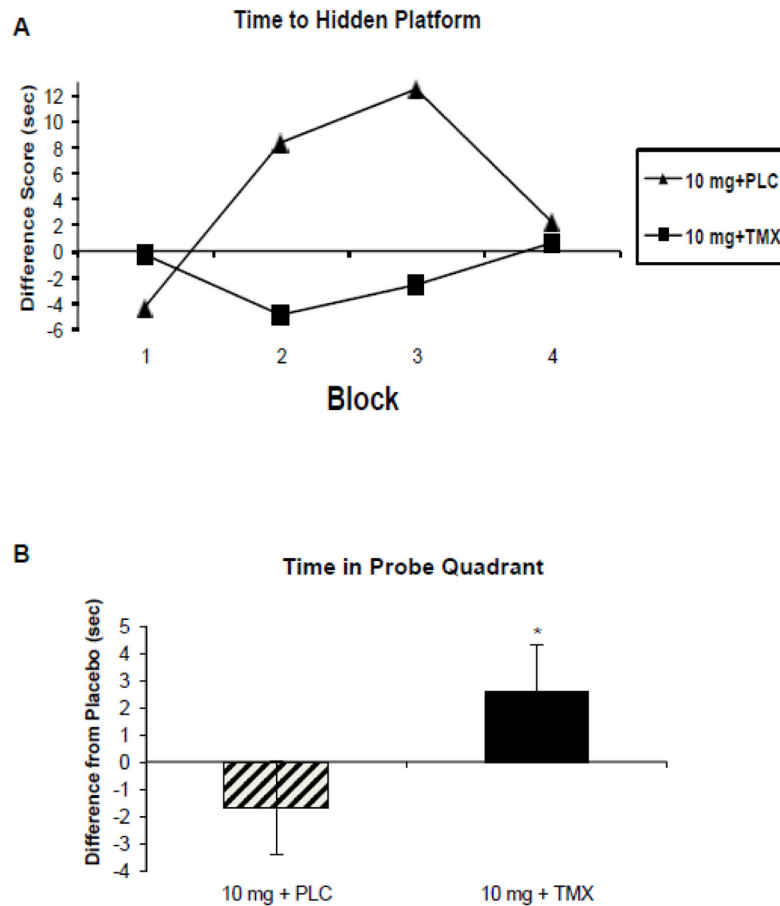 A
Time to Hidden Platform
Difference Score (sec)
12
10
8
6
4
2
0
-2
-4
-6
1 2 3 4
Block
10 mg+PLC
10 mg+TMX
B
Time in Probe Quadrant
Difference from Placebo (sec)
5
4
3
2
1
0
-1
-2
-3
-4
*
10 mg + PLC 10 mg + TMX